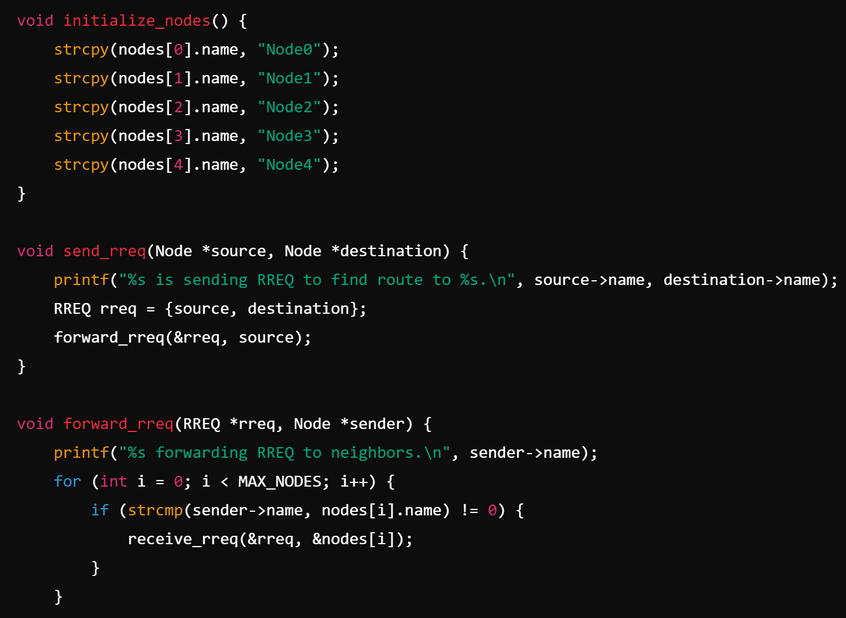 void initialize_nodes() {
    strcpy(nodes[0].name, "Node0");
    strcpy(nodes[1].name, "Node1");
    strcpy(nodes[2].name, "Node2");
    strcpy(nodes[3].name, "Node3");
    strcpy(nodes[4].name, "Node4");
}

void send_rreq(Node *source, Node *destination) {
    printf("%s is sending RREQ to find route to %s.\n", source->name, destination->name);
    RREQ rreq = {source, destination};
    forward_rreq(&rreq, source);
}

void forward_rreq(RREQ *rreq, Node *sender) {
    printf("%s forwarding RREQ to neighbors.\n", sender->name);
    for (int i = 0; i < MAX_NODES; i++) {
        if (strcmp(sender->name, nodes[i].name) != 0) {
            receive_rreq(&rreq, &nodes[i]);
        }
    }